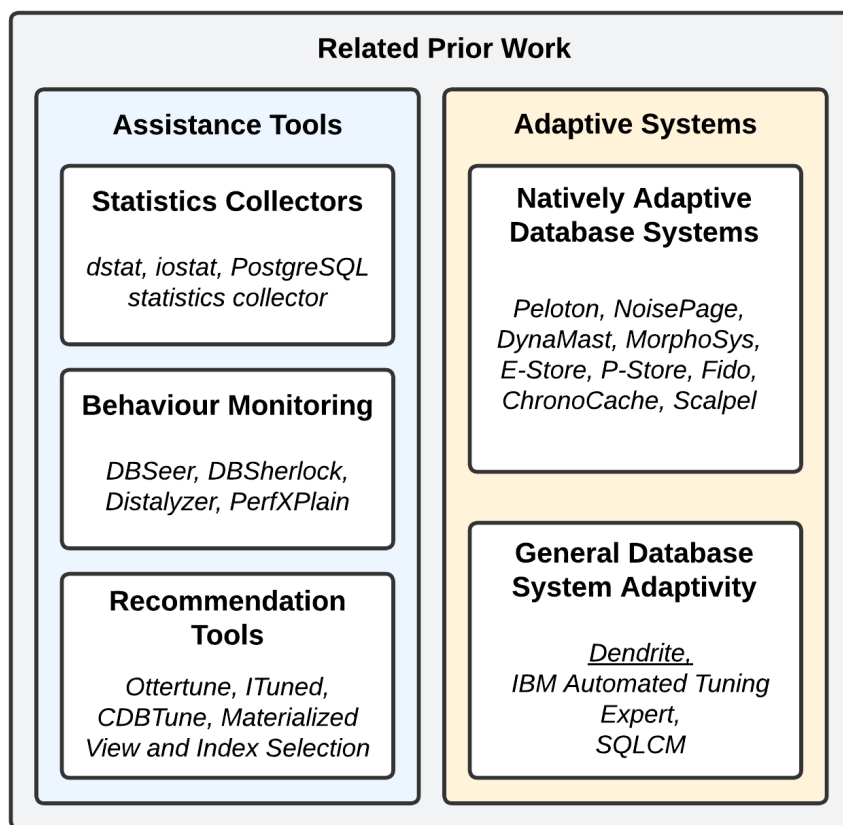 Related Prior Work
Assistance Tools
Statistics Collectors
dstat, iostat, PostgreSQL
statistics collector
Behaviour Monitoring
DBSeer, DBSherlock,
Distalyzer, PerfXPlain
Recommendation
Tools
Ottertune, ITuned,
CDBTune, Materialized
View and Index Selection
Adaptive Systems
Natively Adaptive
Database Systems
Peloton, NoisePage,
DynaMast, MorphoSys,
E-Store, P-Store, Fido,
ChronoCache, Scalpel
General Database
System Adaptivity
Dendrite,
IBM Automated Tuning
Expert,
SQLCM